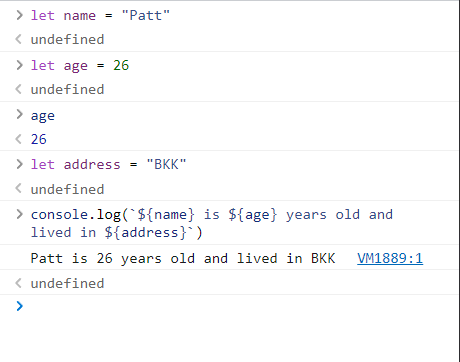 > let name = "Patt"
< undefined
> let age = 26
< undefined
> age
< 26
> let address = "BKK"
< undefined
> console.log(`${name} is ${age} years old and
lived in ${address}`)
Patt is 26 years old and lived in BKK VM1889:1
< undefined
>